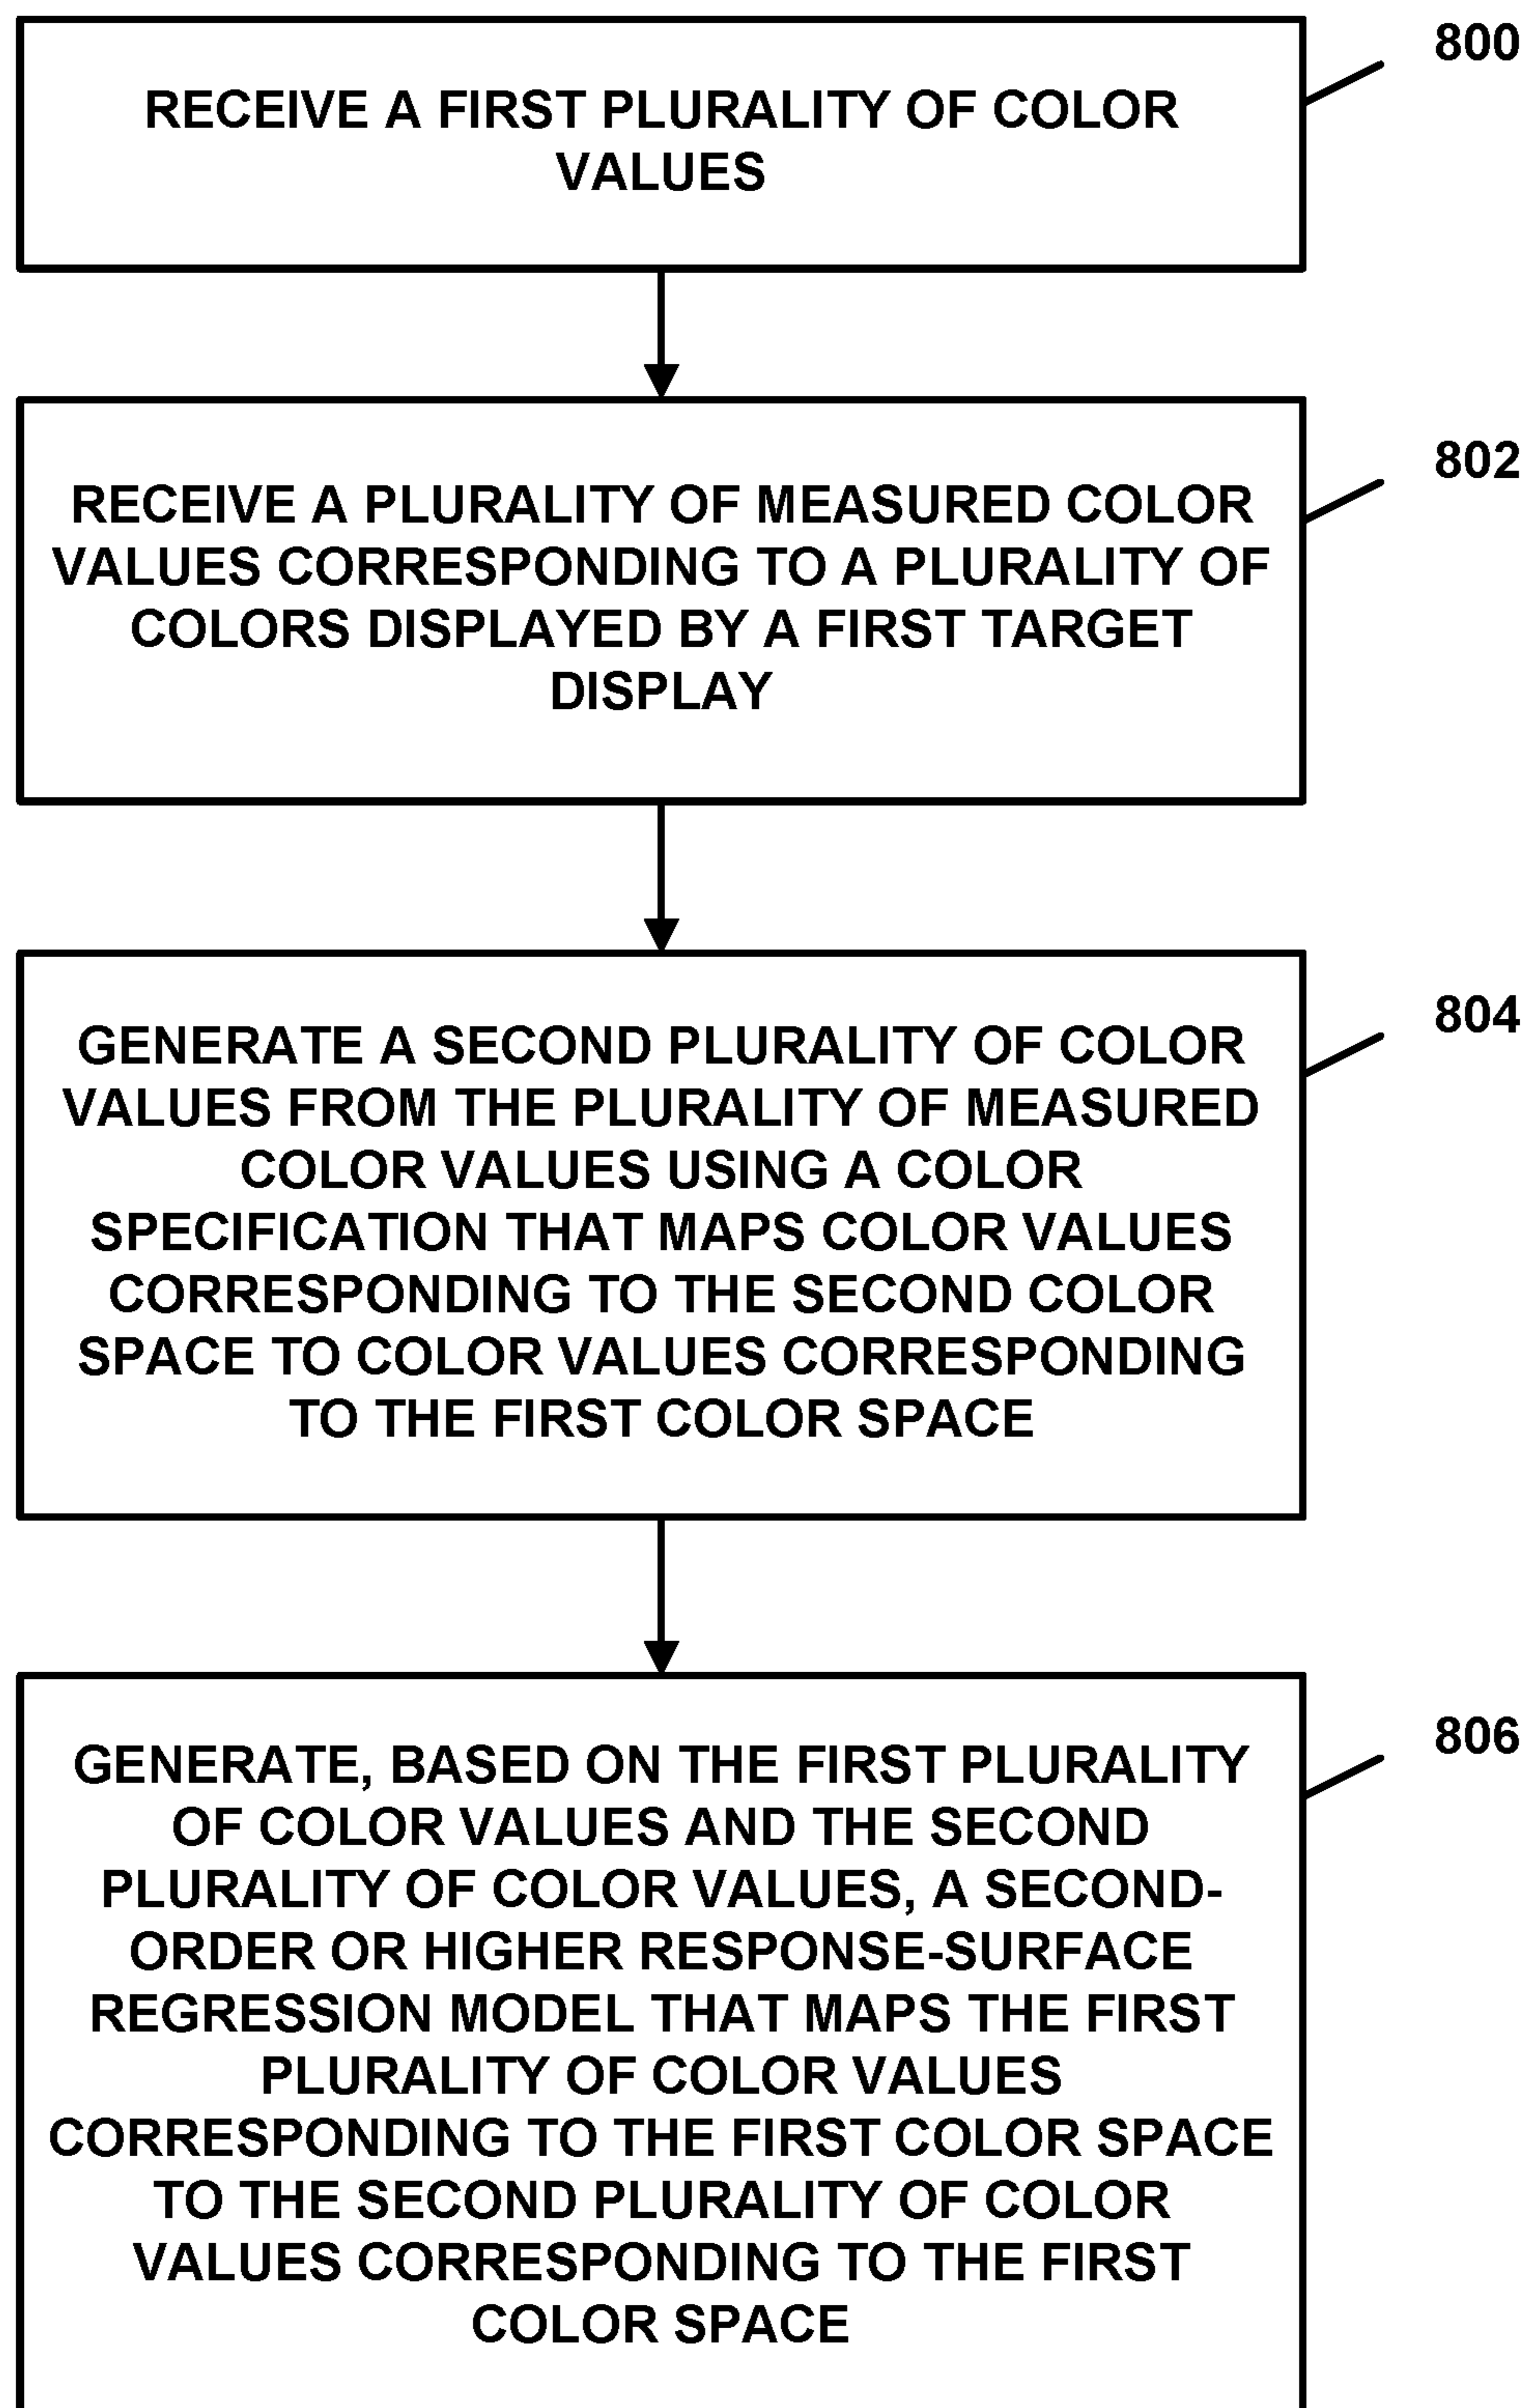 800
RECEIVE A FIRST PLURALITY OF COLOR
VALUES
802
RECEIVE A PLURALITY OF MEASURED COLOR
VALUES CORRESPONDING TO A PLURALITY OF
COLORS DISPLAYED BY A FIRST TARGET
DISPLAY
804
GENERATE A SECOND PLURALITY OF COLOR
VALUES FROM THE PLURALITY OF MEASURED
COLOR VALUES USING A COLOR
SPECIFICATION THAT MAPS COLOR VALUES
CORRESPONDING TO THE SECOND COLOR
SPACE TO COLOR VALUES CORRESPONDING
TO THE FIRST COLOR SPACE
806
GENERATE, BASED ON THE FIRST PLURALITY
OF COLOR VALUES AND THE SECOND
PLURALITY OF COLOR VALUES, A SECOND-
ORDER OR HIGHER RESPONSE-SURFACE
REGRESSION MODEL THAT MAPS THE FIRST
PLURALITY OF COLOR VALUES
CORRESPONDING TO THE FIRST COLOR SPACE
TO THE SECOND PLURALITY OF COLOR
VALUES CORRESPONDING TO THE FIRST
COLOR SPACE